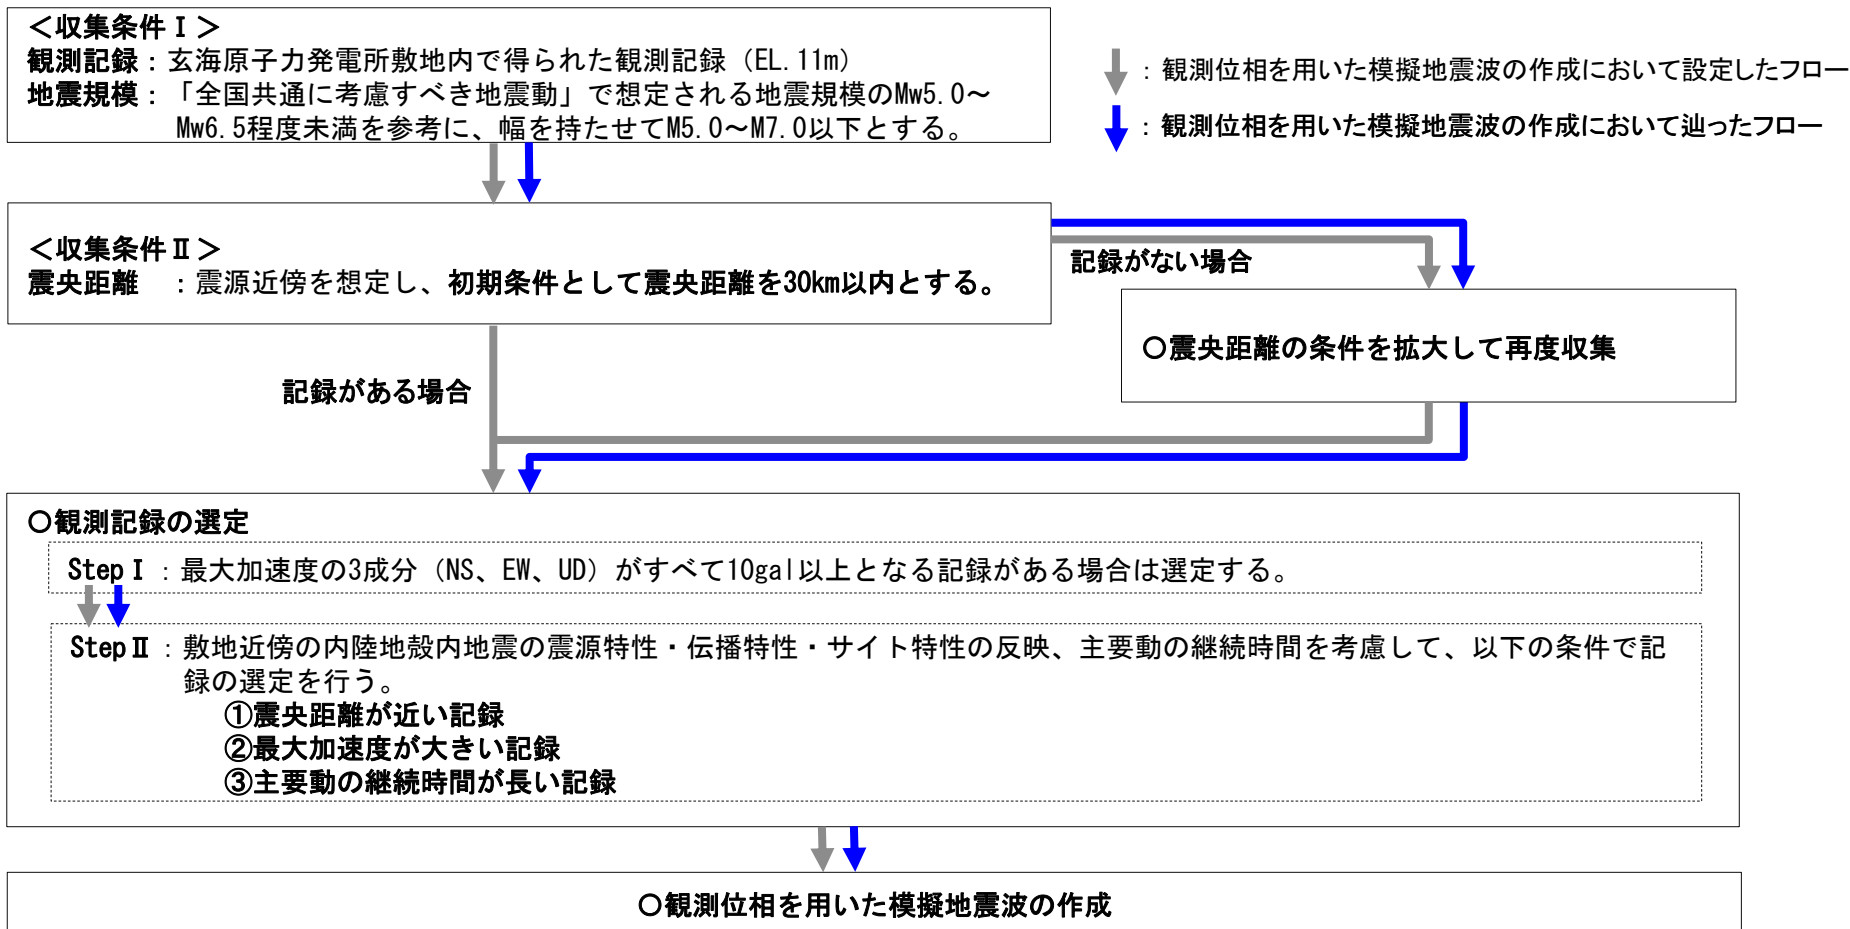 ＜収集条件Ⅰ＞
観測記録：玄海原子力発電所敷地内で得られた観測記録（EL.11m）
地震規模：「全国共通に考慮すべき地震動」で想定される地震規模のMw5.0～
Mw6.5程度未満を参考に、幅を持たせてM5.0～M7.0以下とする。
：観測位相を用いた模擬地震波の作成において設定したフロー
：観測位相を用いた模擬地震波の作成において辿ったフロー
＜収集条件Ⅱ＞
震央距離　：震源近傍を想定し、初期条件として震央距離を30km以内とする。
記録がない場合
○震央距離の条件を拡大して再度収集
記録がある場合
○観測記録の選定
StepⅠ：最大加速度の3成分（NS、EW、UD）がすべて10gal以上となる記録がある場合は選定する。
StepⅡ：敷地近傍の内陸地殻内地震の震源特性・伝播特性・サイト特性の反映、主要動の継続時間を考慮して、以下の条件で記
録の選定を行う。
①震央距離が近い記録
②最大加速度が大きい記録
③主要動の継続時間が長い記録
○観測位相を用いた模擬地震波の作成